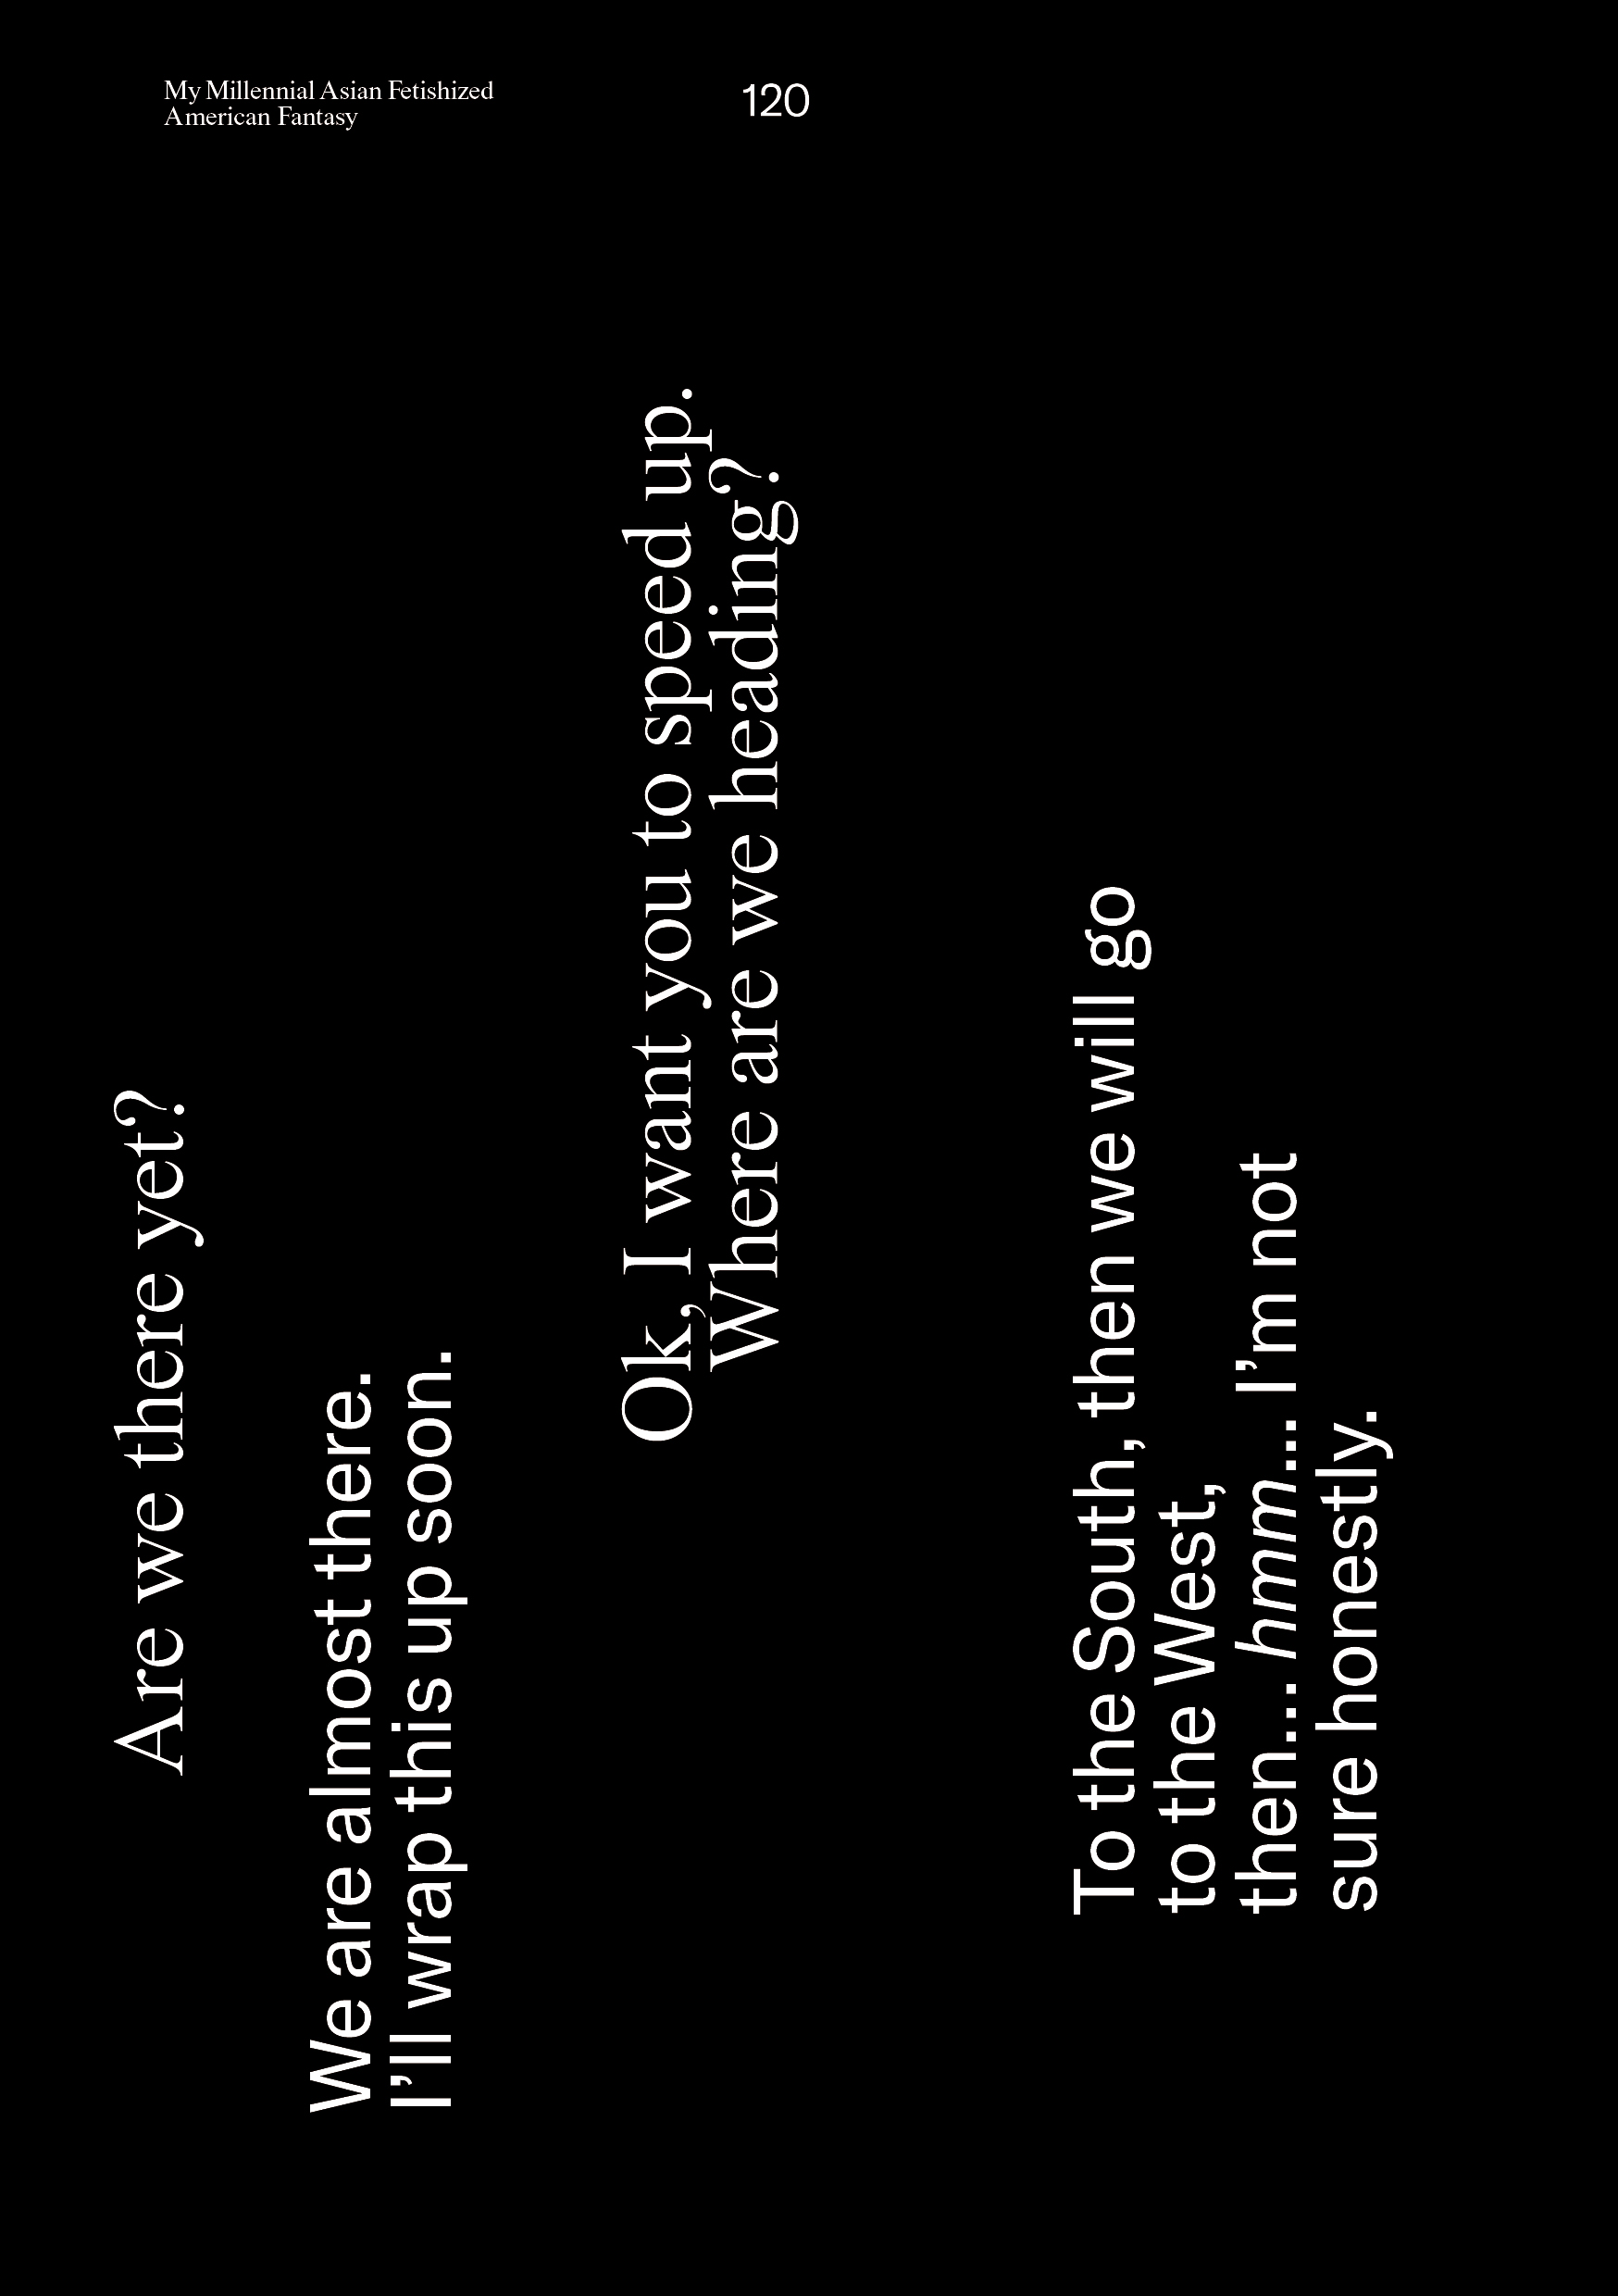 My Millennial Asian Fetishized
American Fantasy
120
Are we there yet?
We are almost there.
I’ll wrap this up soon.
Ok, I want you to speed up.
Where are we heading?
To the South, then we will go
to the West,
then... hmm... I’m not
sure honestly.